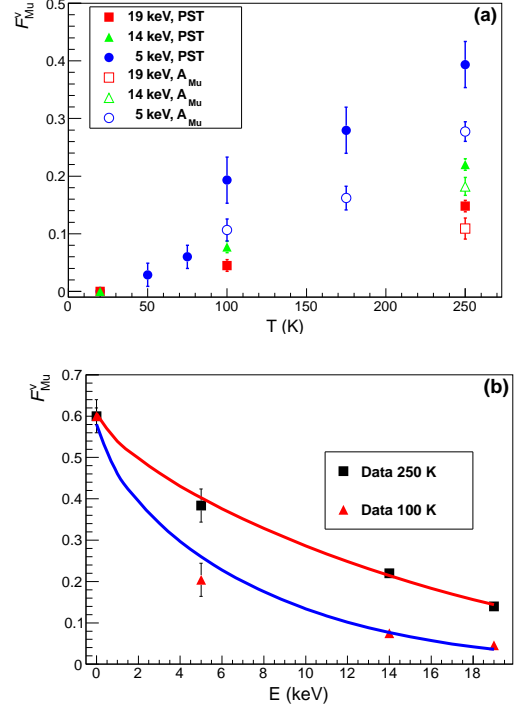 F^v_Mu
(a)
19 keV, PST
14 keV, PST
5 keV, PST
19 keV, A_Mu
14 keV, A_Mu
5 keV, A_Mu
0.4
0.3
0.2
0.1
0
0 50 100 150 200 250
T (K)
F^v_Mu
(b)
0.7
0.6
0.5
0.4
0.3
0.2
0.1
0
Data 250 K
Data 100 K
0 2 4 6 8 10 12 14 16 18
E (keV)